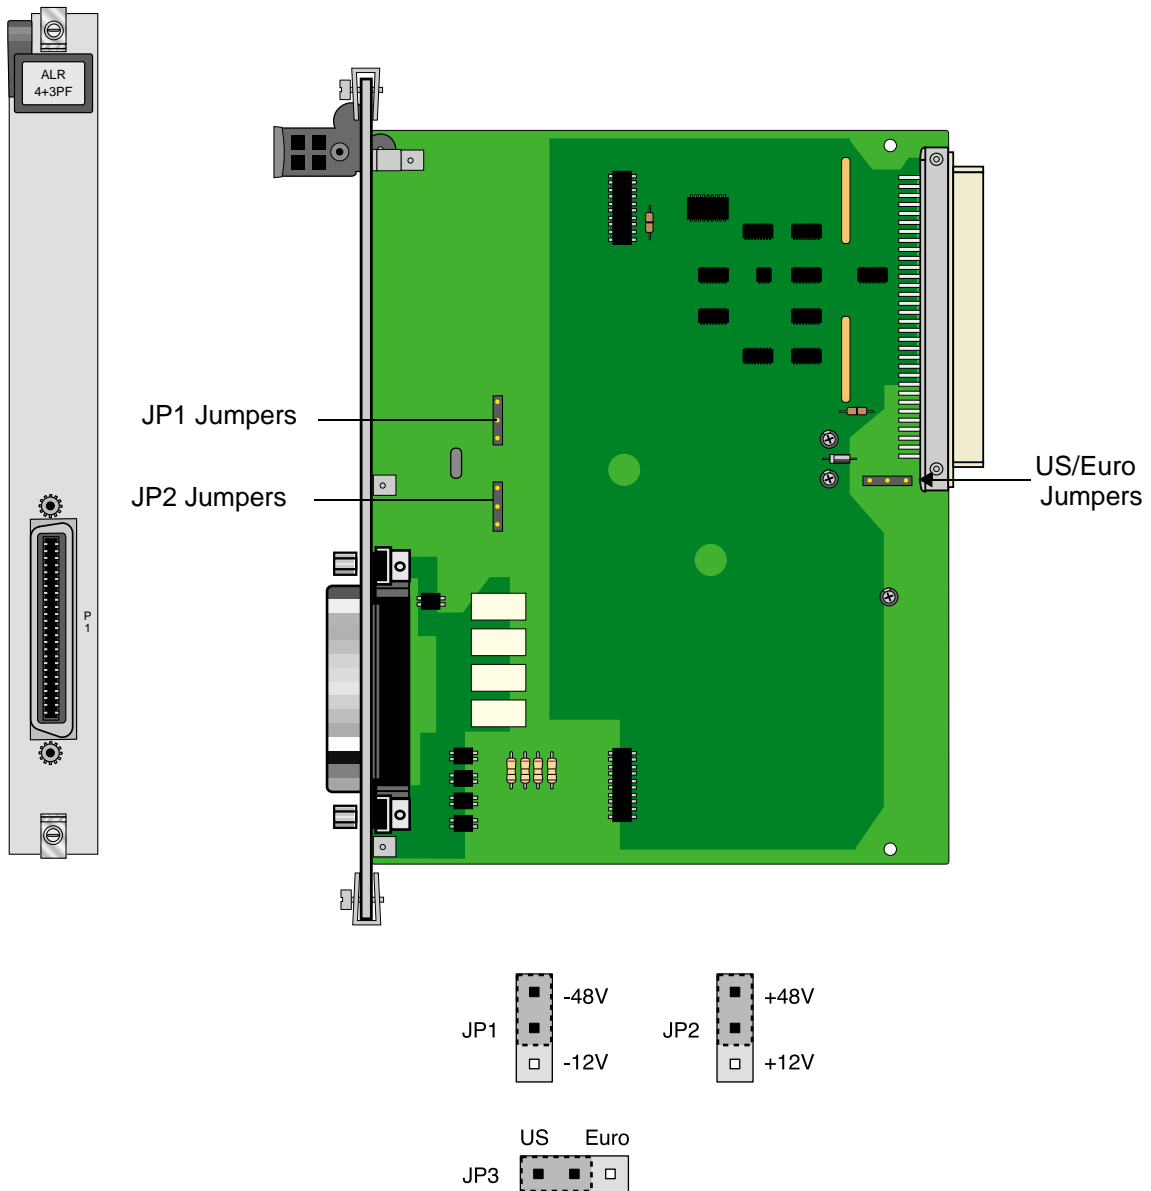 ALR
4+3PF
JP1 Jumpers
JP2 Jumpers
US/Euro
Jumpers
P
1
-48V
JP1
-12V
+48V
JP2
+12V
US Euro
JP3